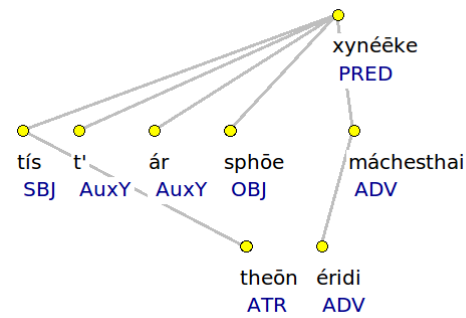 xynéēke
PRED
tís t' ár sphōe máchesthai
SBJ AuxY AuxY OBJ ADV
theōn éridi
ATR ADV